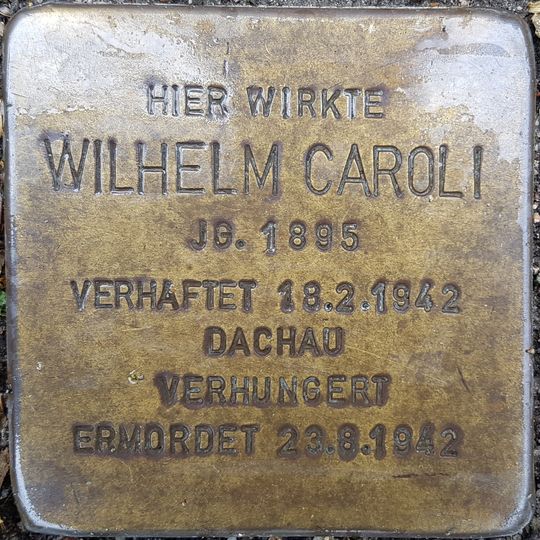 HIER WIRKTE
WILHELM CAROLI
JG. 1895
VERHAFTET 18.2.1942
DACHAU
VERHUNGERT
ERMORDET 23.8.1942